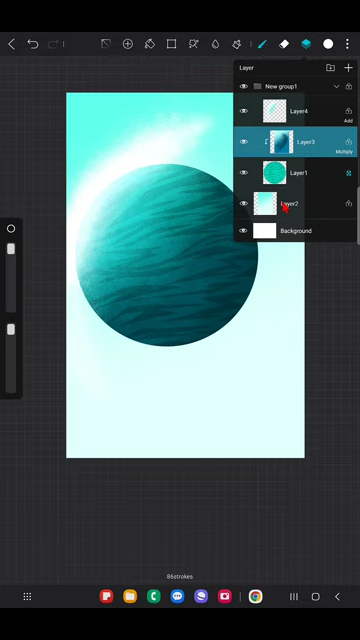 Layer
New group1
Layer4
Add
Layer3
Multiply
Layer1
Layer2
Background
86strokes